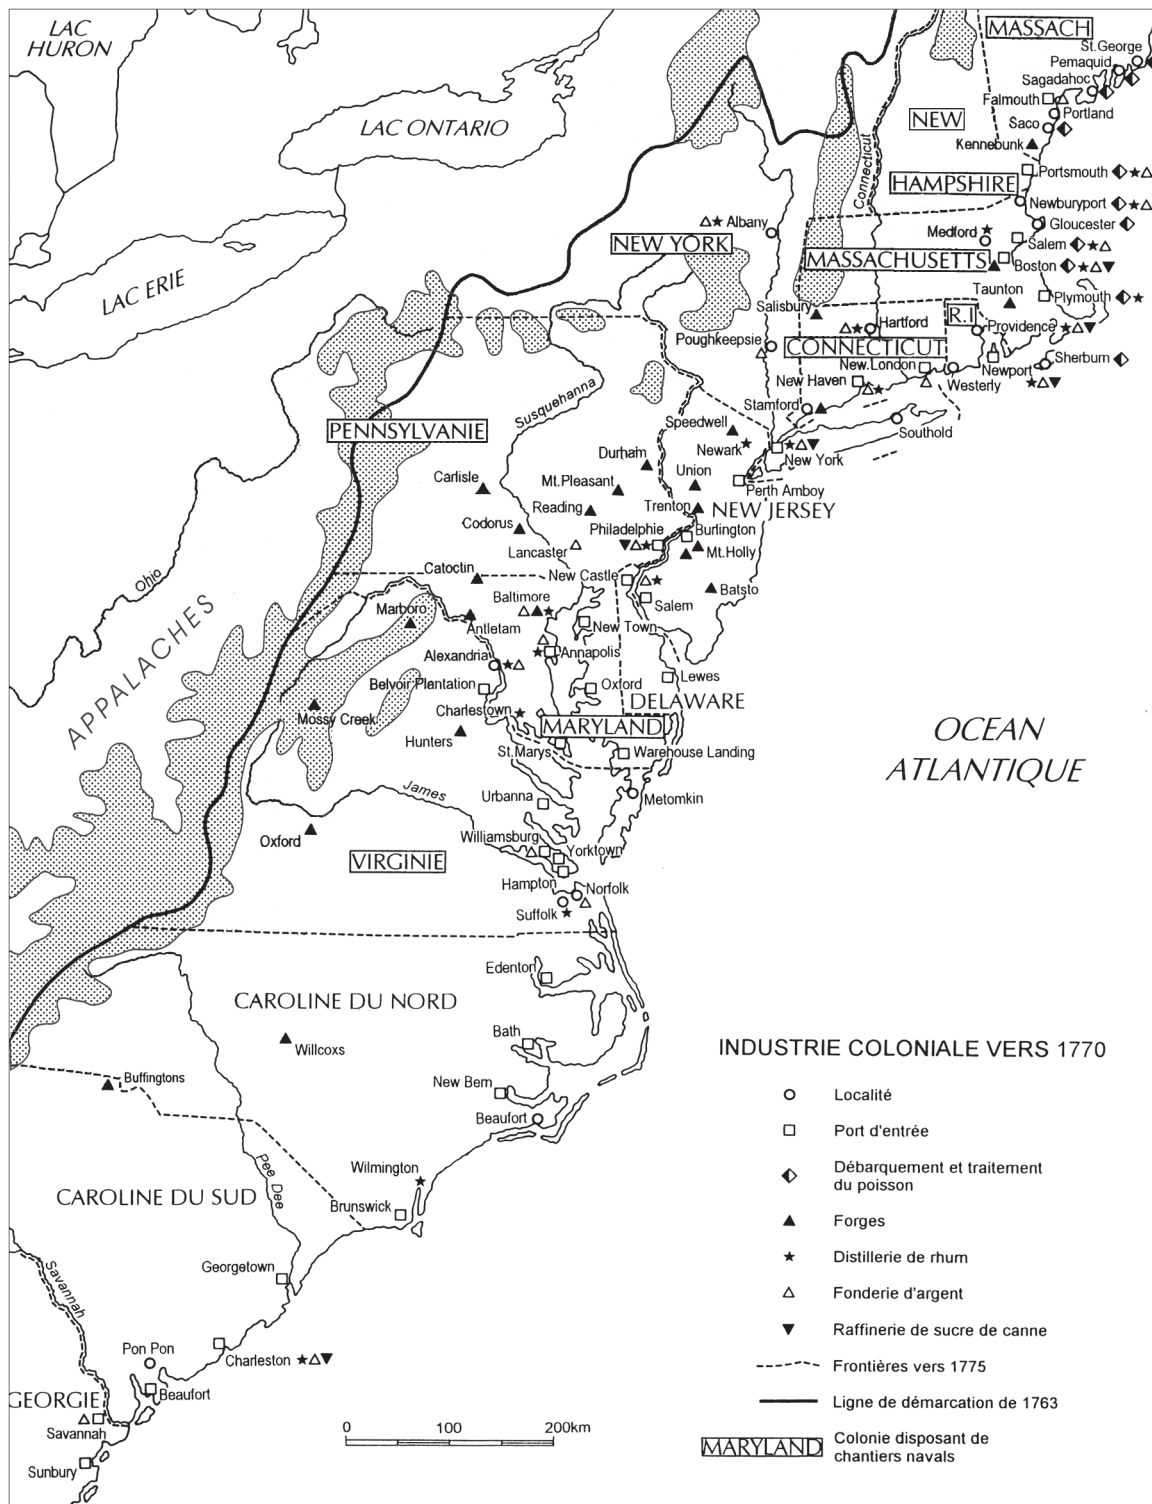 LAC
HURON
MASSACH
St.George
Pemaquid
Sagadahoc
LAC ONTARIO
Falmouth
NEW
Portland
Saco
Kennebunk
Connecticut
HAMPSHIRE
Portsmouth
Newburyport
Albany
Gloucester
Medford
NEW YORK
Salem
MASSACHUSETTS
Boston
LAC ERIE
Taunton
Plymouth
Salisbury
R.I
Hartford
Providence
Poughkeepsie
CONNECTICUT
New.London
Newport
Sherburn
New Haven
Westerly
Susquehanna
Stamford
PENNSYLVANIE
Speedwell
Southold
Newark
New York
Durham
Union
Carlisle
Mt.Pleasant
Perth Amboy
Reading
Trenton
NEW JERSEY
Codorus
Philadelphie
Burlington
Lancaster
Mt.Holly
Ohio
Catoctin
New Castle
Batsto
Marboro
Baltimore
Salem
Antletam
New Town
APPALACHES
Alexandria
Annapolis
Belvoir Plantation
Oxford
Lewes
DELAWARE
Mossy Creek
Charlestown
MARYLAND
OCEAN
ATLANTIQUE
Hunters
St.Marys
Warehouse Landing
James
Urbanna
Metomkin
Oxford
Williamsburg
Yorktown
VIRGINIE
Hampton
Norfolk
Suffolk
Edenton
CAROLINE DU NORD
Bath
Willcoxs
Buffingtons
New Bern
Beaufort
Wilmington
Pee Dee
CAROLINE DU SUD
Brunswick
Savannah
Georgetown
Pon Pon
Charleston
GEORGIE
Beaufort
Savannah
Sunbury
INDUSTRIE COLONIALE VERS 1770
Localité
Port d'entrée
Débarquement et traitement
du poisson
Forges
Distillerie de rhum
Fonderie d'argent
Raffinerie de sucre de canne
Frontières vers 1775
Ligne de démarcation de 1763
MARYLAND
Colonie disposant de
chantiers navals
0 100 200km